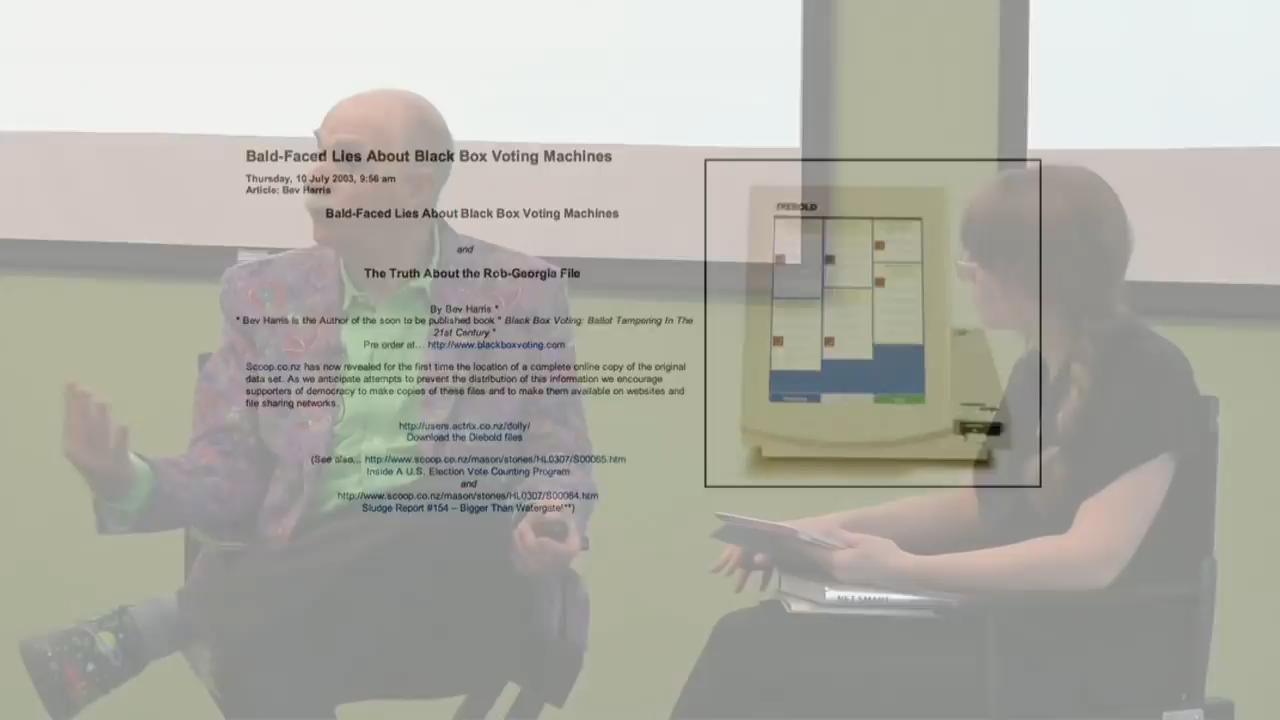 Bald-Faced Lies About Black Box Voting Machines
Thursday, 10 July 2003, 9:56 am
Article: Bev Harris
Bald-Faced Lies About Black Box Voting Machines
and
The Truth About the Rob-Georgia File
By Bev Harris *
* Bev Harris is the Author of the soon to be published book " Black Box Voting: Ballot Tampering In The
21st Century "
Pre order at... http://www.blackboxvoting.com
Scoop.co.nz has now revealed for the first time the location of a complete online copy of the original
data set. As we anticipate attempts to prevent the distribution of this information we encourage
supporters of democracy to make copies of these files and to make them available on websites and
file sharing networks.
http://users.actrix.co.nz/dolly/
Download the Diebold files
(See also... http://www.scoop.co.nz/mason/stories/HL0307/S00065.htm
Inside A U.S. Election Vote Counting Program
and
http://www.scoop.co.nz/mason/stories/HL0307/S00064.htm
Sludge Report #154 – Bigger Than Watergate!**)
DIEBOLD
NET SMART